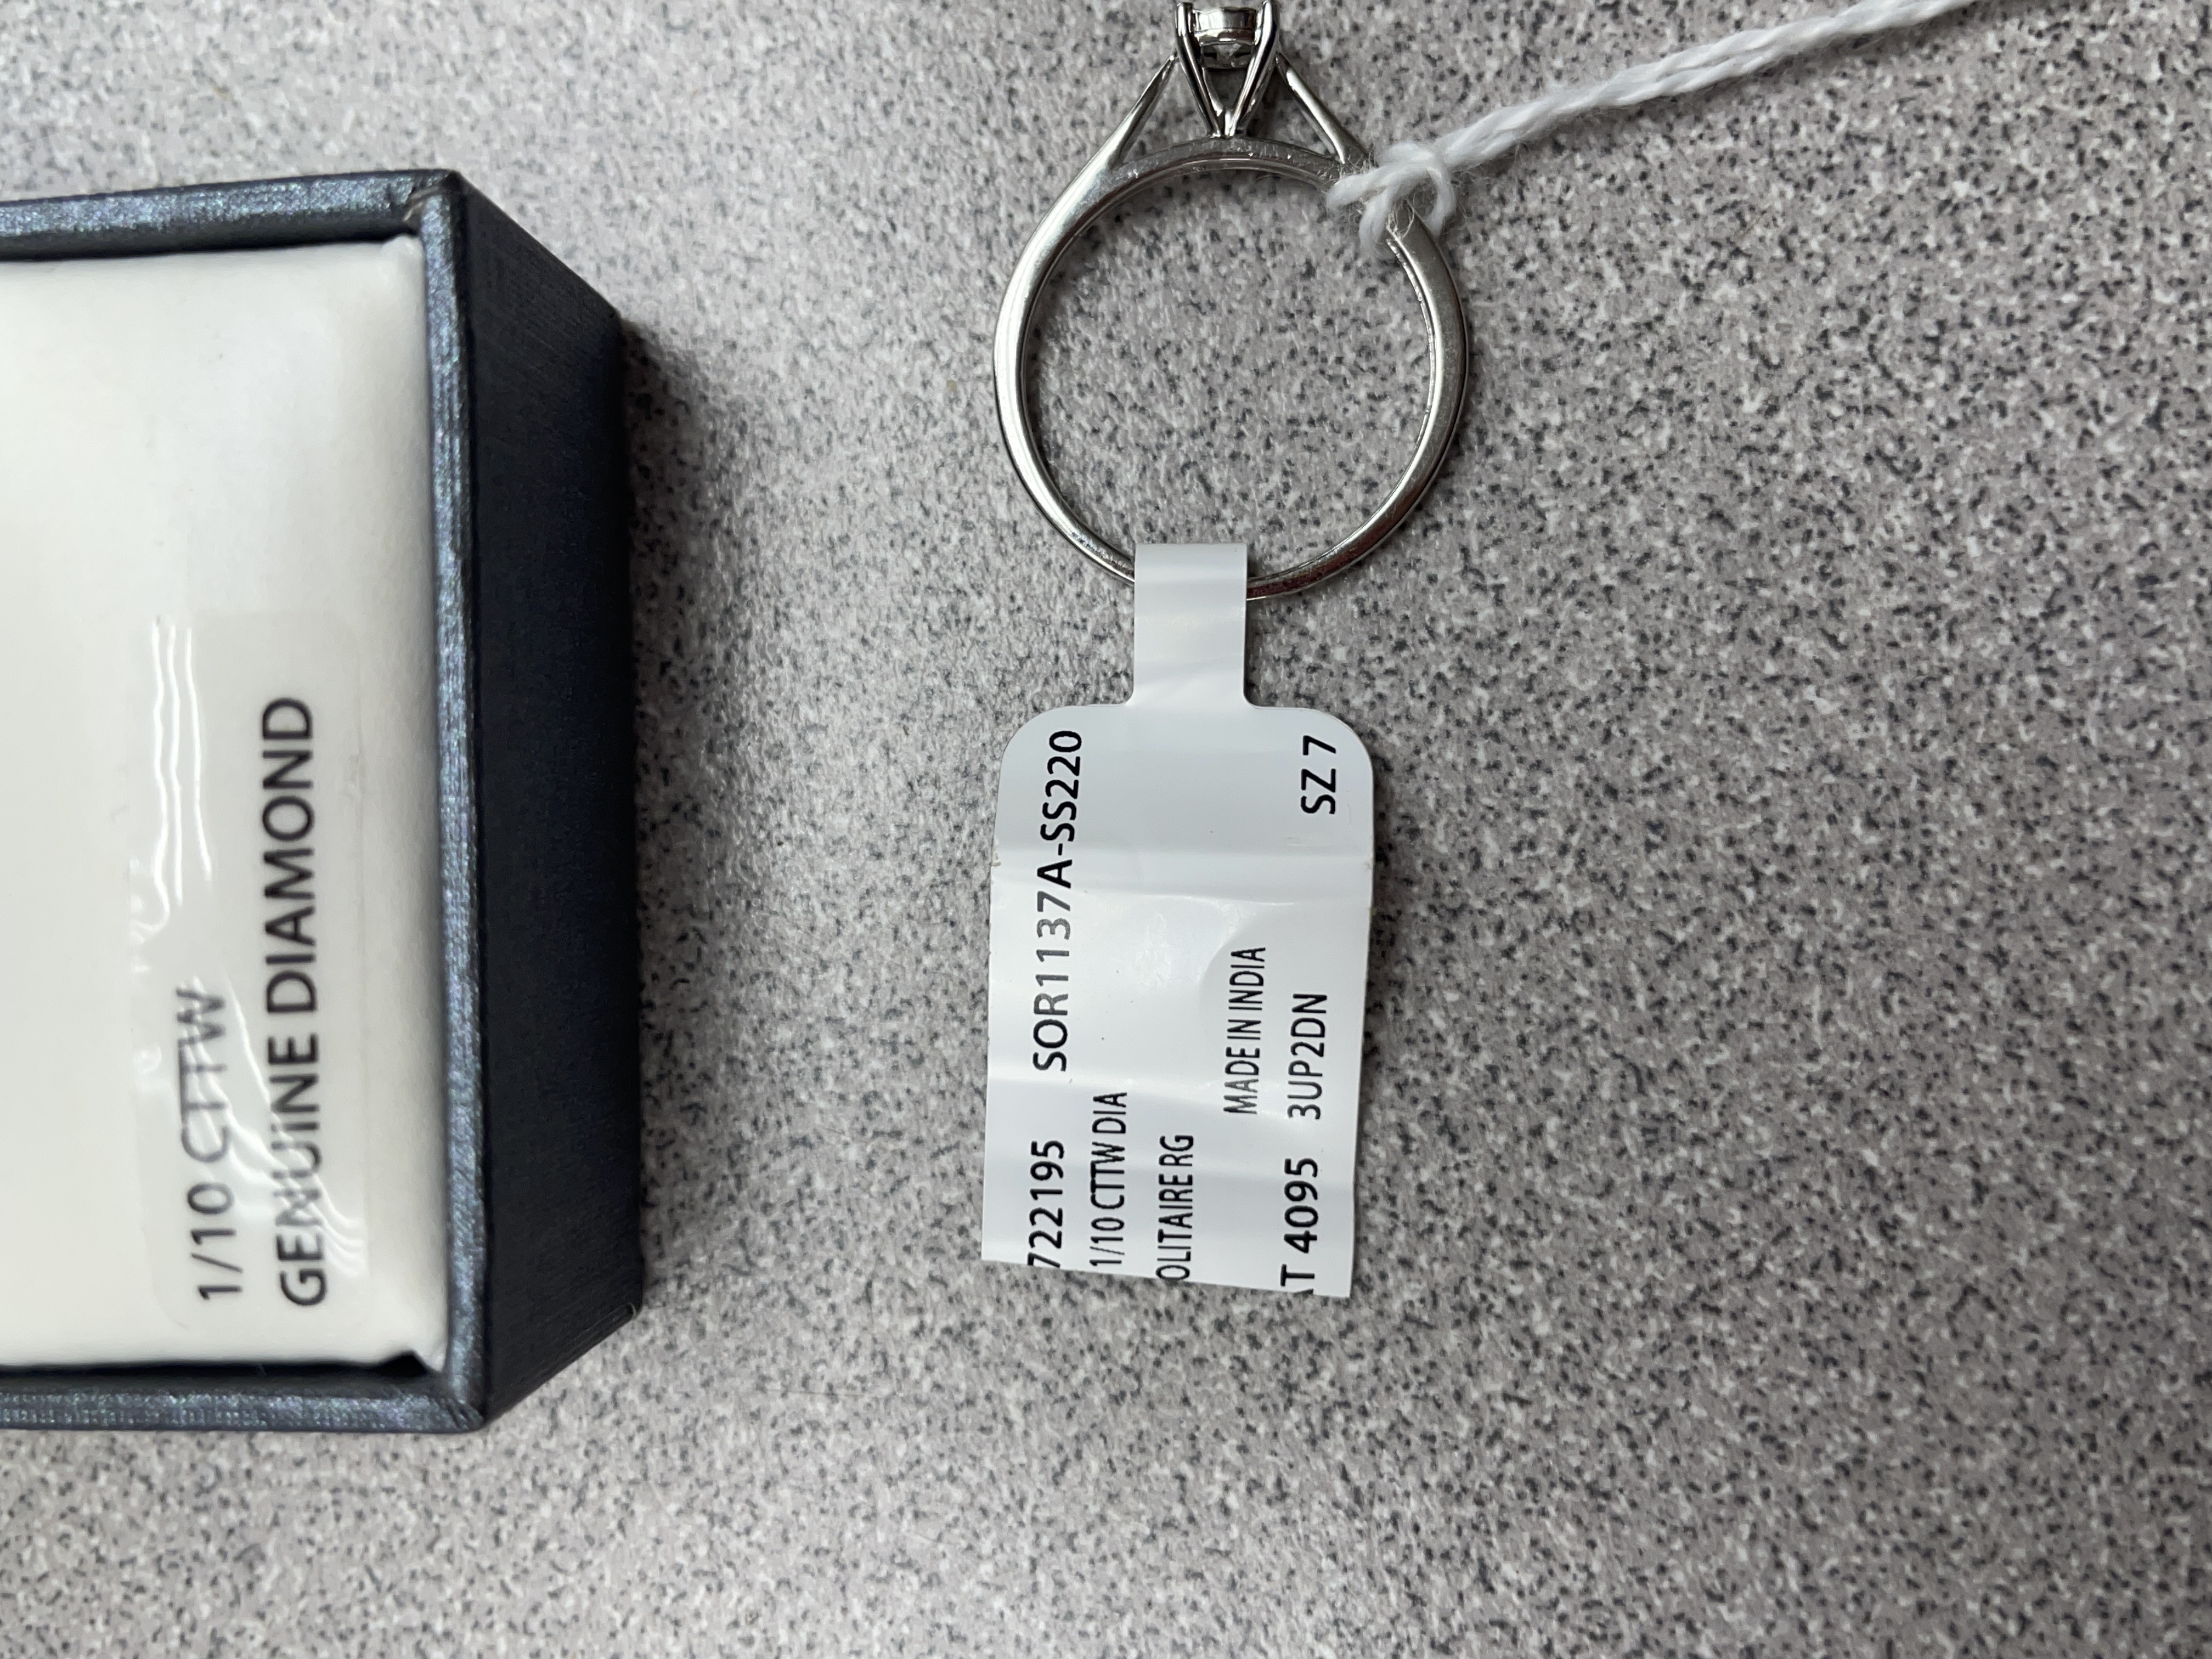 1/10 CTTW
GENUINE DIAMOND
722195 SOR1137A-SS220
1/10 CTTW DIA
OLITAIRE RG
MADE IN INDIA
T 4095 3UP2DN
SZ 7